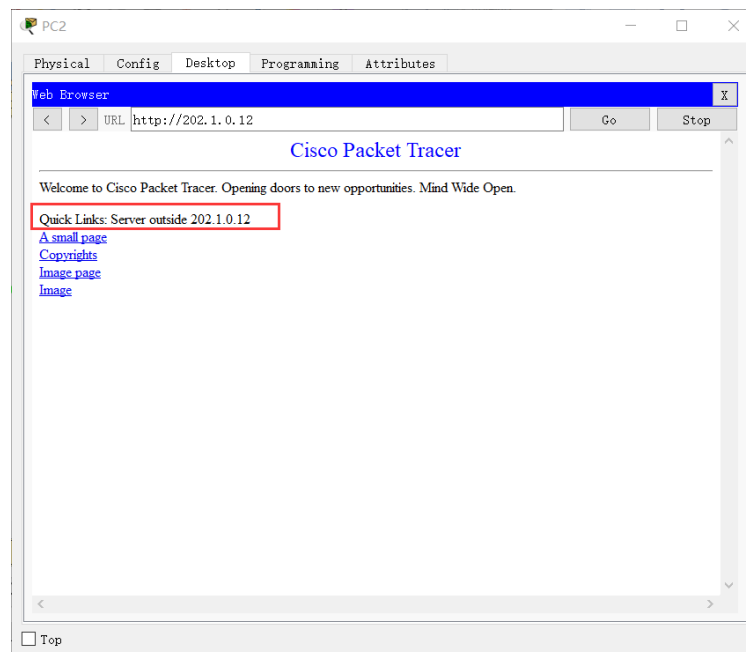 PC2
Physical Config Desktop Programming Attributes
Web Browser X
< > URL http://202.1.0.12 Go Stop
Cisco Packet Tracer
Welcome to Cisco Packet Tracer. Opening doors to new opportunities. Mind Wide Open.
Quick Links: Server outside 202.1.0.12
A small page
Copyrights
Image page
Image
Top